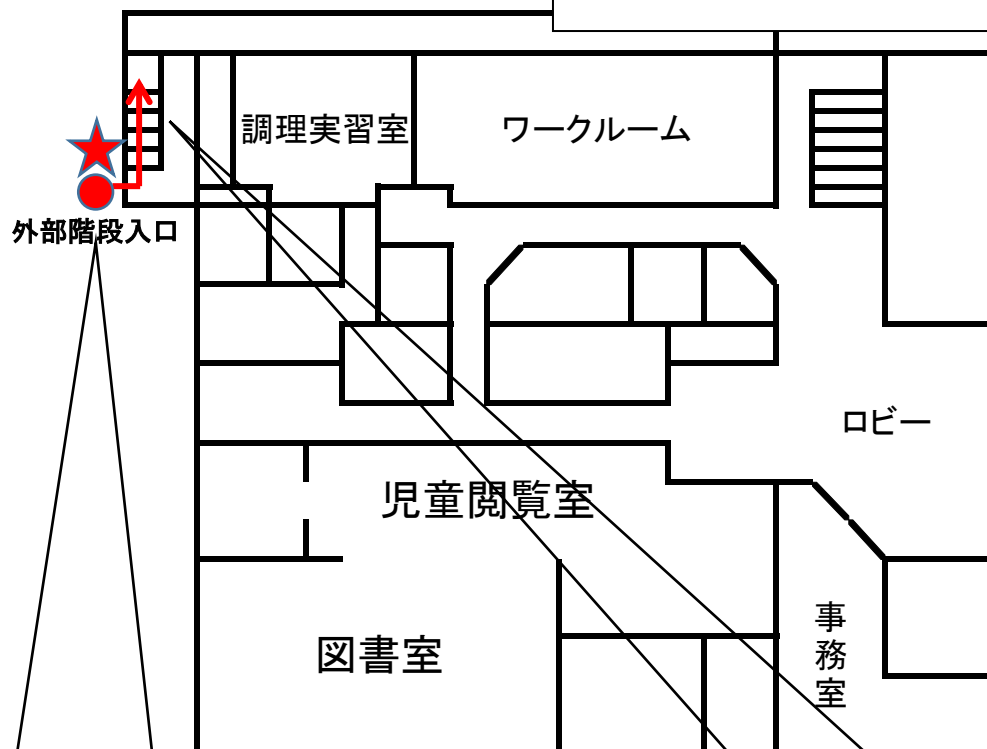 調理実習室
ワークルーム
外部階段入口
ロビー
児童閲覧室
図書室
事務室